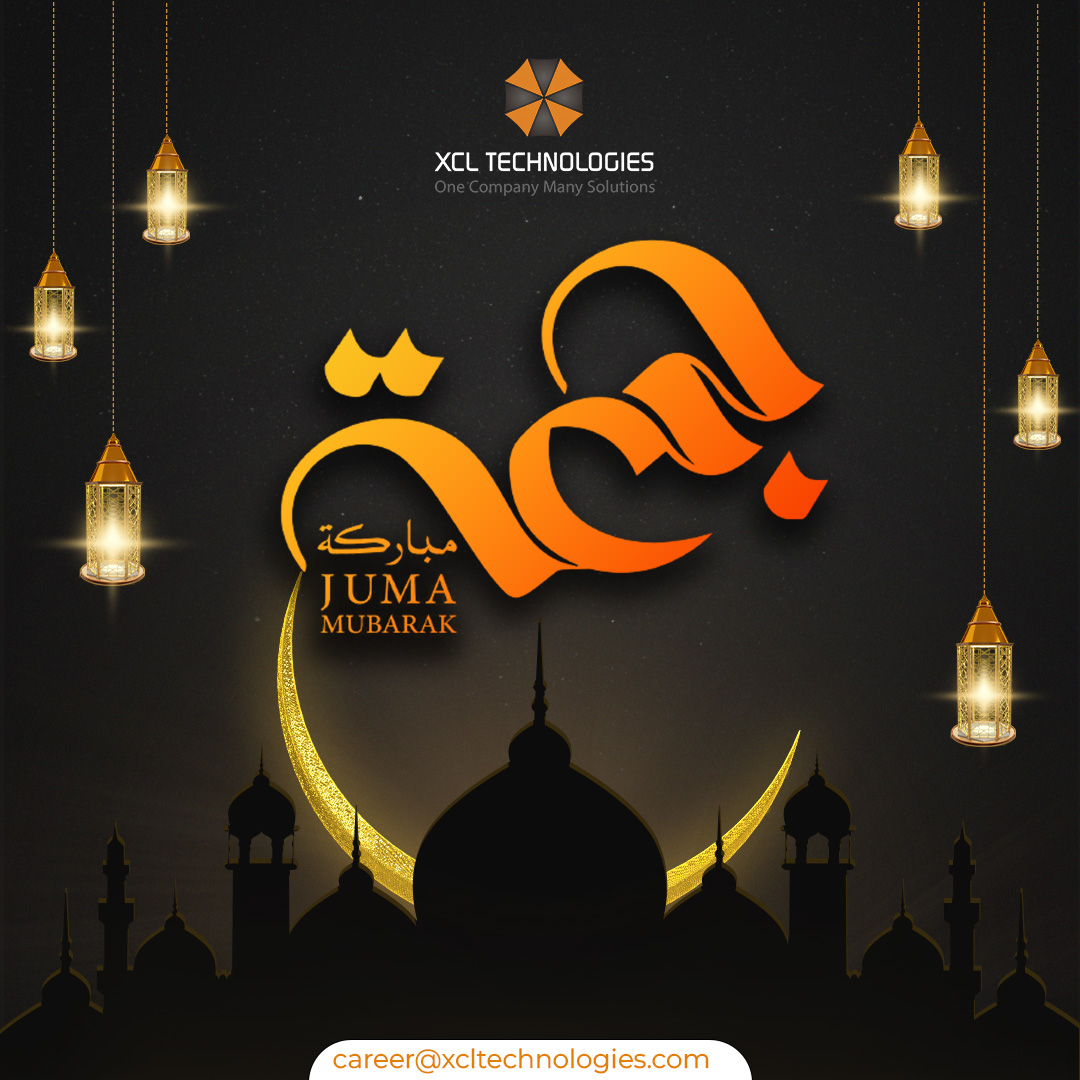 XCL TECHNOLOGIES
One Company Many Solutions
جمعة
مباركة
JUMA
MUBARAK
career@xcltechnologies.com